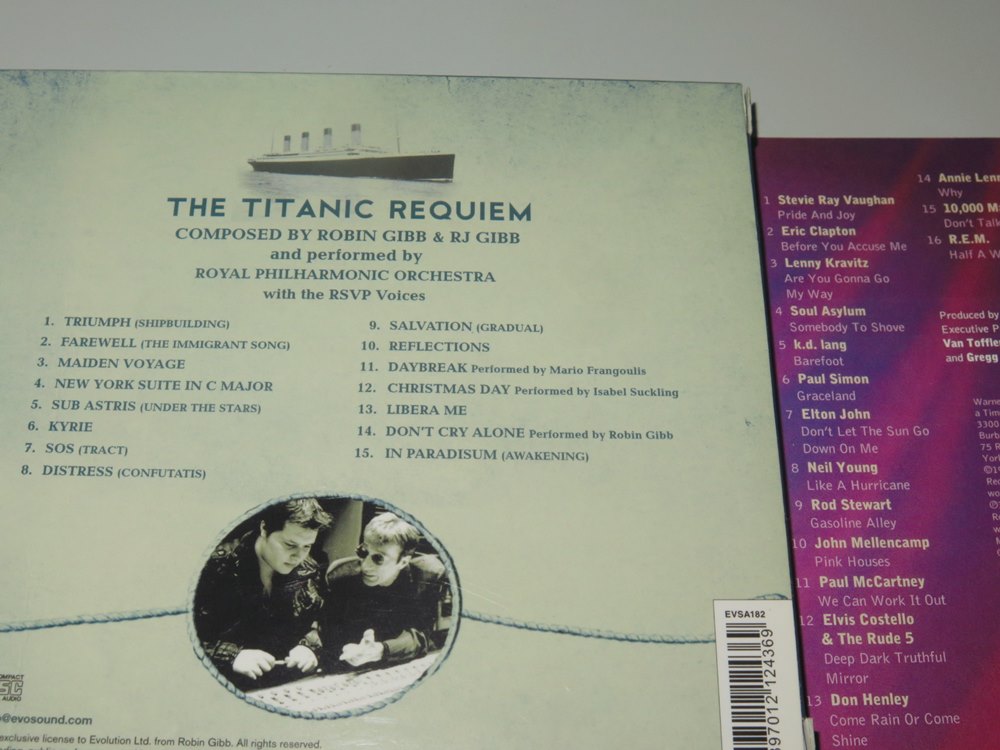 THE TITANIC REQUIEM
COMPOSED BY ROBIN GIBB & RJ GIBB
and performed by
ROYAL PHILHARMONIC ORCHESTRA
with the RSVP Voices
1. TRIUMPH (SHIPBUILDING)
2. FAREWELL (THE IMMIGRANT SONG)
3. MAIDEN VOYAGE
4. NEW YORK SUITE IN C MAJOR
5. SUB ASTRIS (UNDER THE STARS)
6. KYRIE
7. SOS (TRACT)
8. DISTRESS (CONFUTATIS)
9. SALVATION (GRADUAL)
10. REFLECTIONS
11. DAYBREAK Performed by Mario Frangoulis
12. CHRISTMAS DAY Performed by Isabel Suckling
13. LIBERA ME
14. DON'T CRY ALONE Performed by Robin Gibb
15. IN PARADISUM (AWAKENING)
EVSA182
97012 124369
@evosound.com
exclusive license to Evolution Ltd. from Robin Gibb. All rights reserved.
1 Stevie Ray Vaughan
Pride And Joy
2 Eric Clapton
Before You Accuse Me
3 Lenny Kravitz
Are You Gonna Go
My Way
4 Soul Asylum
Somebody To Shove
5 k.d. lang
Barefoot
6 Paul Simon
Graceland
7 Elton John
Don't Let The Sun Go
Down On Me
8 Neil Young
Like A Hurricane
9 Rod Stewart
Gasoline Alley
10 John Mellencamp
Pink Houses
11 Paul McCartney
We Can Work It Out
12 Elvis Costello
& The Rude 5
Deep Dark Truthful
Mirror
13 Don Henley
Come Rain Or Come
Shine
14 Annie Lenn
Why
15 10,000 M
Don't Talk
16 R.E.M.
Half A W
Produced by
Executive P
Van Toffle
and Gregg
Warne
a Tim
3300
Burb
75 R